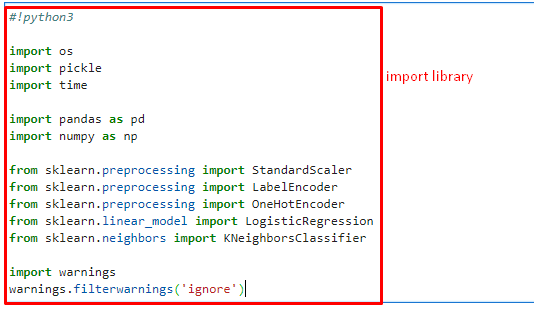 #!python3
import os
import pickle
import time
import library
import pandas as pd
import numpy as np
from sklearn.preprocessing import StandardScaler
from sklearn.preprocessing import LabelEncoder
from sklearn.preprocessing import OneHotEncoder
from sklearn.linear_model import LogisticRegression
from sklearn.neighbors import KNeighborsClassifier
import warnings
warnings.filterwarnings('ignore')